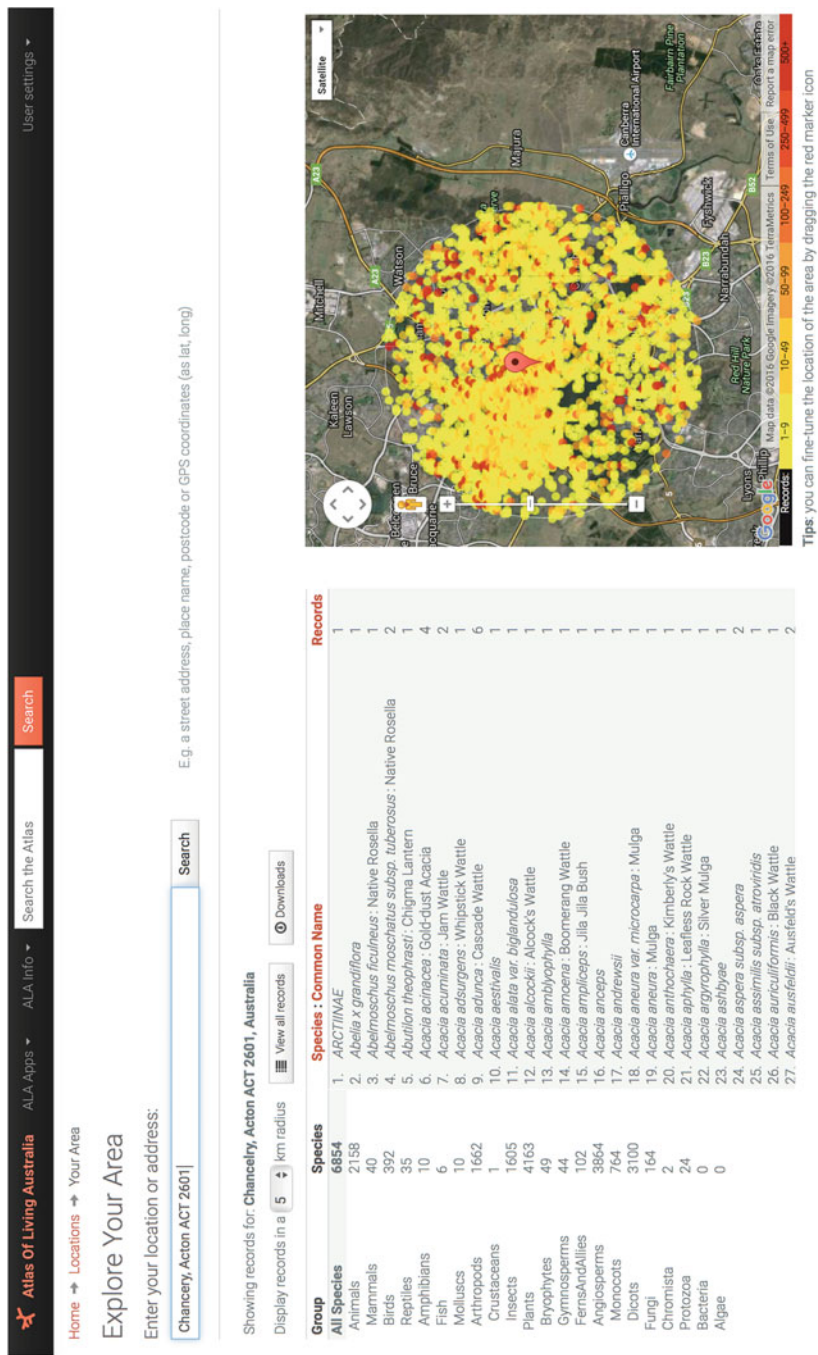 Atlas Of Living Australia ALA Apps ALA Info Search the Atlas Search User settings
Home → Locations → Your Area
Explore Your Area
Enter your location or address:
Chancery, Acton ACT 2601 Search E.g. a street address, place name, postcode or GPS coordinates (as lat, long)
Showing records for: Chancelry, Acton ACT 2601, Australia
Display records in a 5 km radius View all records Downloads
Group Species Species : Common Name Records
All Species 6854 1. ARCTIINAE 1
Animals 2158 2. Abelia x grandiflora 1
Mammals 40 3. Abelmoschus ficulneus : Native Rosella 1
Birds 392 4. Abelmoschus moschatus subsp. tuberosus : Native Rosella 2
Reptiles 35 5. Abutilon theophrasti : Chigma Lantern 1
Amphibians 10 6. Acacia acinacea : Gold-dust Acacia 4
Fish 6 7. Acacia acuminata : Jam Wattle 2
Molluscs 10 8. Acacia adsurgens : Whipstick Wattle 1
Arthropods 1662 9. Acacia adunca : Cascade Wattle 6
Crustaceans 1 10. Acacia aestivalis 1
Insects 1605 11. Acacia alata var. biglandulosa 1
Plants 4163 12. Acacia alcockii : Alcock's Wattle 1
Bryophytes 49 13. Acacia amblyophylla 1
Gymnosperms 44 14. Acacia amoena : Boomerang Wattle 1
FernsAndAllies 102 15. Acacia ampliceps : Jila Jila Bush 1
Angiosperms 3864 16. Acacia anceps 1
Monocots 764 17. Acacia andrewsii 1
Dicots 3100 18. Acacia aneura var. microcarpa : Mulga 1
Fungi 164 19. Acacia aneura : Mulga 1
Chromista 2 20. Acacia anthochaera : Kimberly's Wattle 1
Protozoa 24 21. Acacia aphylla : Leafless Rock Wattle 1
Bacteria 0 22. Acacia argyrophylla : Silver Mulga 1
Algae 0 23. Acacia ashbyae 1
24. Acacia aspera subsp. aspera 2
25. Acacia assimilis subsp. atroviridis 1
26. Acacia auriculiformis : Black Wattle 1
27. Acacia ausfeldii : Ausfeld's Wattle 2
Satellite
Mitchell
A23
Kaleen
Lawson
A23
Watson
Majura
Bruce
Canberra
International Airport
Pialligo
Fairbairn Pine
Plantation
Fyshwick
B23
B52
Narrabundah
Red Hill
Nature Park
Lyons
Phillip
5
Google Map data ©2016 Google Imagery ©2016 TerraMetrics Terms of Use Report a map error
Records: 1–9 10–49 50–99 100–249 250–499 500+
Tips: you can fine-tune the location of the area by dragging the red marker icon